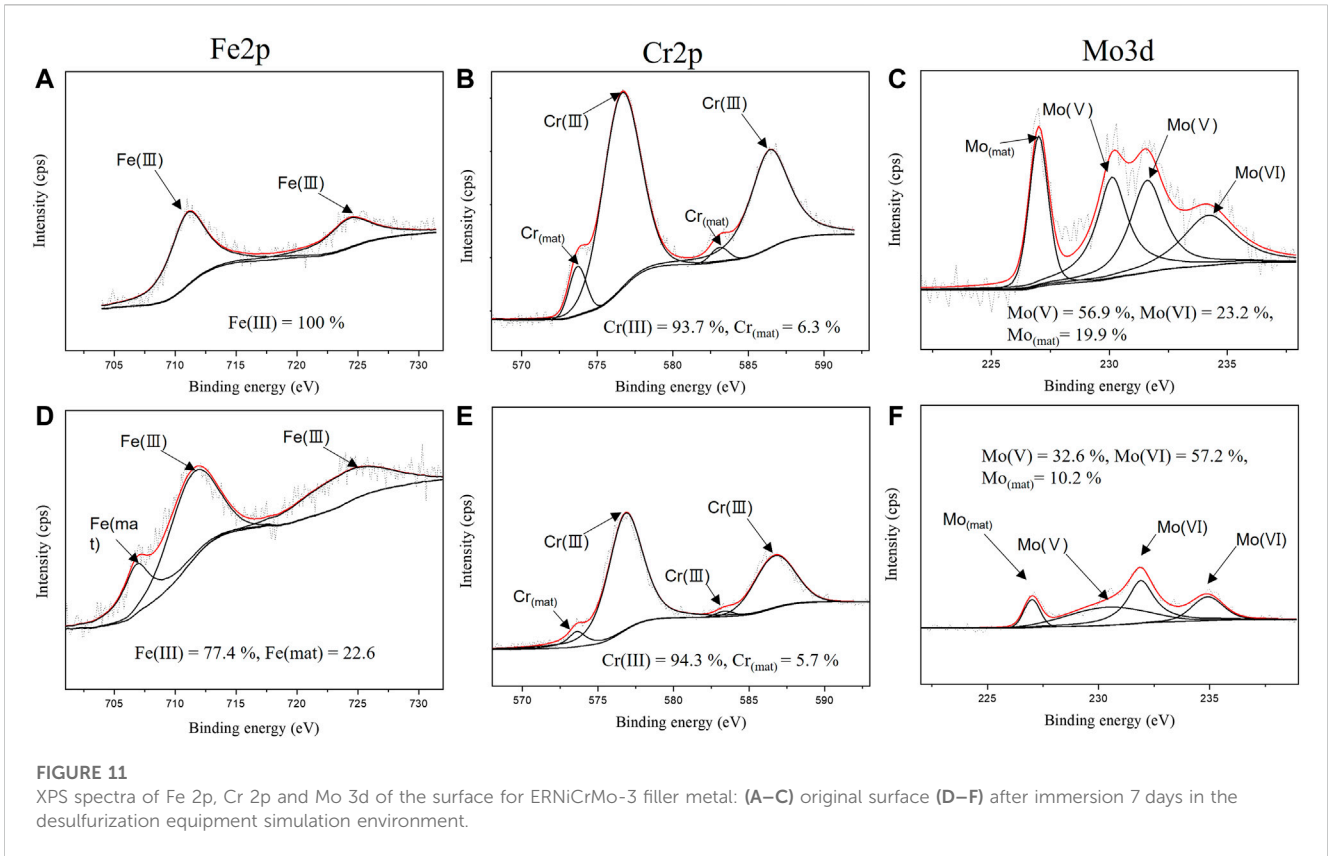 Fe2p
Cr2p
Mo3d
A
Fe(Ⅲ)
Fe(Ⅲ)
Fe(III) = 100 %
Intensity (cps)
705 710 715 720 725 730
Binding energy (eV)
B
Cr(Ⅲ)
Cr(Ⅲ)
Cr(mat)
Cr(mat)
Cr(III) = 93.7 %, Cr(mat) = 6.3 %
Intensity (cps)
570 575 580 585 590
Binding energy (eV)
C
Mo(Ⅴ)
Mo(Ⅴ)
Mo(mat)
Mo(VI)
Mo(V) = 56.9 %, Mo(VI) = 23.2 %,
Mo(mat)= 19.9 %
Intensity (cps)
225 230 235
Binding energy (eV)
D
Fe(Ⅲ)
Fe(Ⅲ)
Fe(ma
t)
Fe(III) = 77.4 %, Fe(mat) = 22.6
Intensity (cps)
705 710 715 720 725 730
Binding energy (eV)
E
Cr(Ⅲ)
Cr(Ⅲ)
Cr(Ⅲ)
Cr(mat)
Cr(III) = 94.3 %, Cr(mat) = 5.7 %
Intensity (cps)
570 575 580 585 590
Binding energy (eV)
F
Mo(V) = 32.6 %, Mo(VI) = 57.2 %,
Mo(mat)= 10.2 %
Mo(mat)
Mo(Ⅴ)
Mo(VI)
Mo(VI)
Intensity (cps)
225 230 235
Binding energy (eV)
FIGURE 11
XPS spectra of Fe 2p, Cr 2p and Mo 3d of the surface for ERNiCrMo-3 filler metal: (A–C) original surface (D–F) after immersion 7 days in the
desulfurization equipment simulation environment.